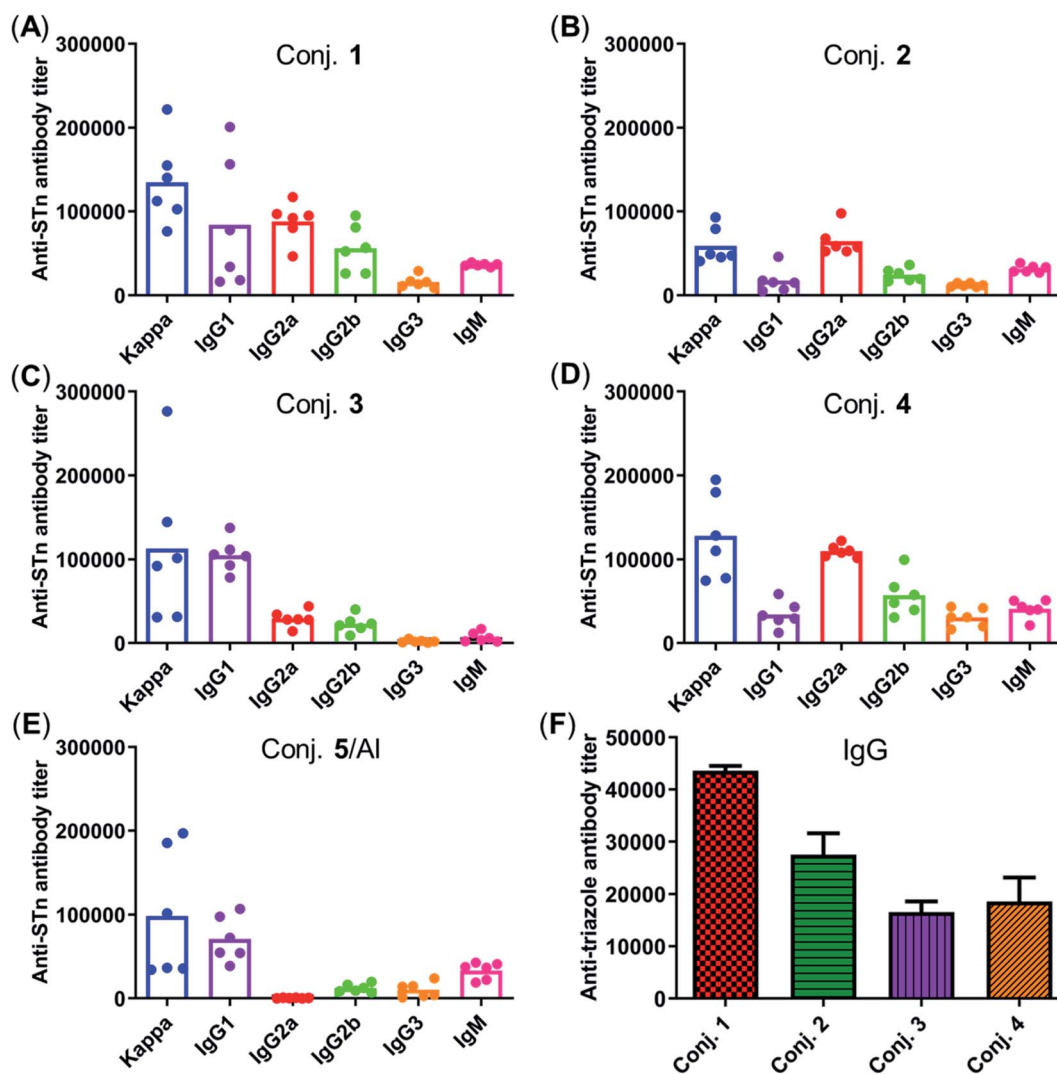 (A)
Conj. 1
Anti-STn antibody titer
300000
200000
100000
0
Kappa
IgG1
IgG2a
IgG2b
IgG3
IgM
(B)
Conj. 2
Anti-STn antibody titer
300000
200000
100000
0
Kappa
IgG1
IgG2a
IgG2b
IgG3
IgM
(C)
Conj. 3
Anti-STn antibody titer
300000
200000
100000
0
Kappa
IgG1
IgG2a
IgG2b
IgG3
IgM
(D)
Conj. 4
Anti-STn antibody titer
300000
200000
100000
0
Kappa
IgG1
IgG2a
IgG2b
IgG3
IgM
(E)
Conj. 5/Al
Anti-STn antibody titer
300000
200000
100000
0
Kappa
IgG1
IgG2a
IgG2b
IgG3
IgM
(F)
IgG
Anti-triazole antibody titer
50000
40000
30000
20000
10000
0
Conj. 1
Conj. 2
Conj. 3
Conj. 4